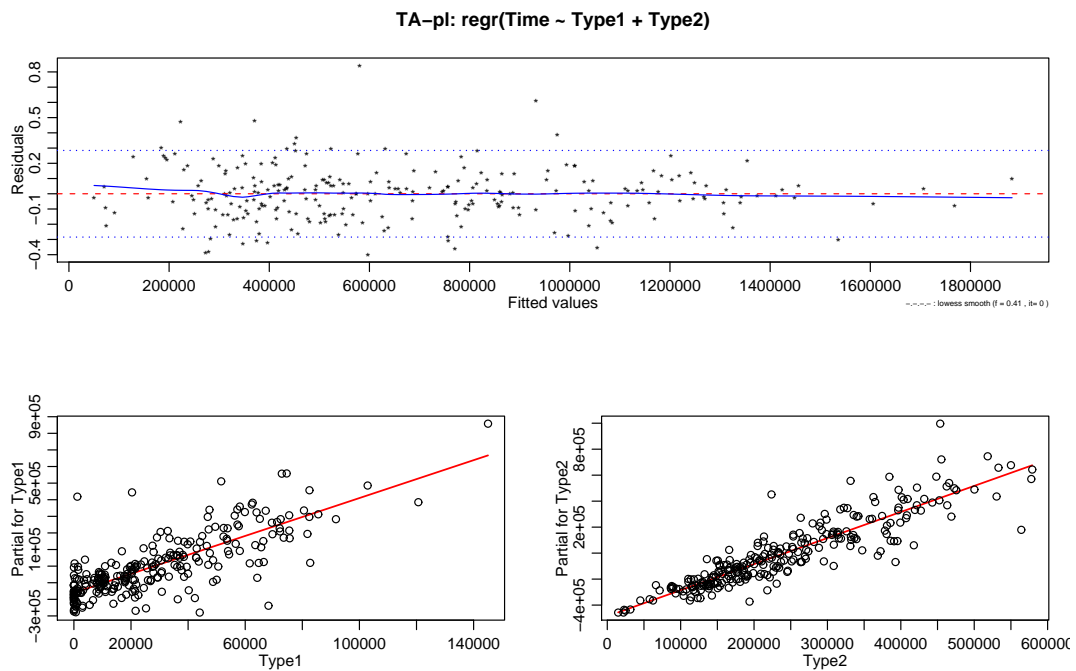 TA−pl: regr(Time ~ Type1 + Type2)
Residuals
0.8
0.5
0.2
−0.1
−0.4
0 200000 400000 600000 800000 1000000 1200000 1400000 1600000 1800000
Fitted values
−.−.−.− : lowess smooth (f = 0.41 , it= 0 )
Partial for Type1
9e+05
5e+05
1e+05
−3e+05
0 20000 60000 100000 140000
Type1
Partial for Type2
8e+05
2e+05
−4e+05
0 100000 200000 300000 400000 500000 600000
Type2